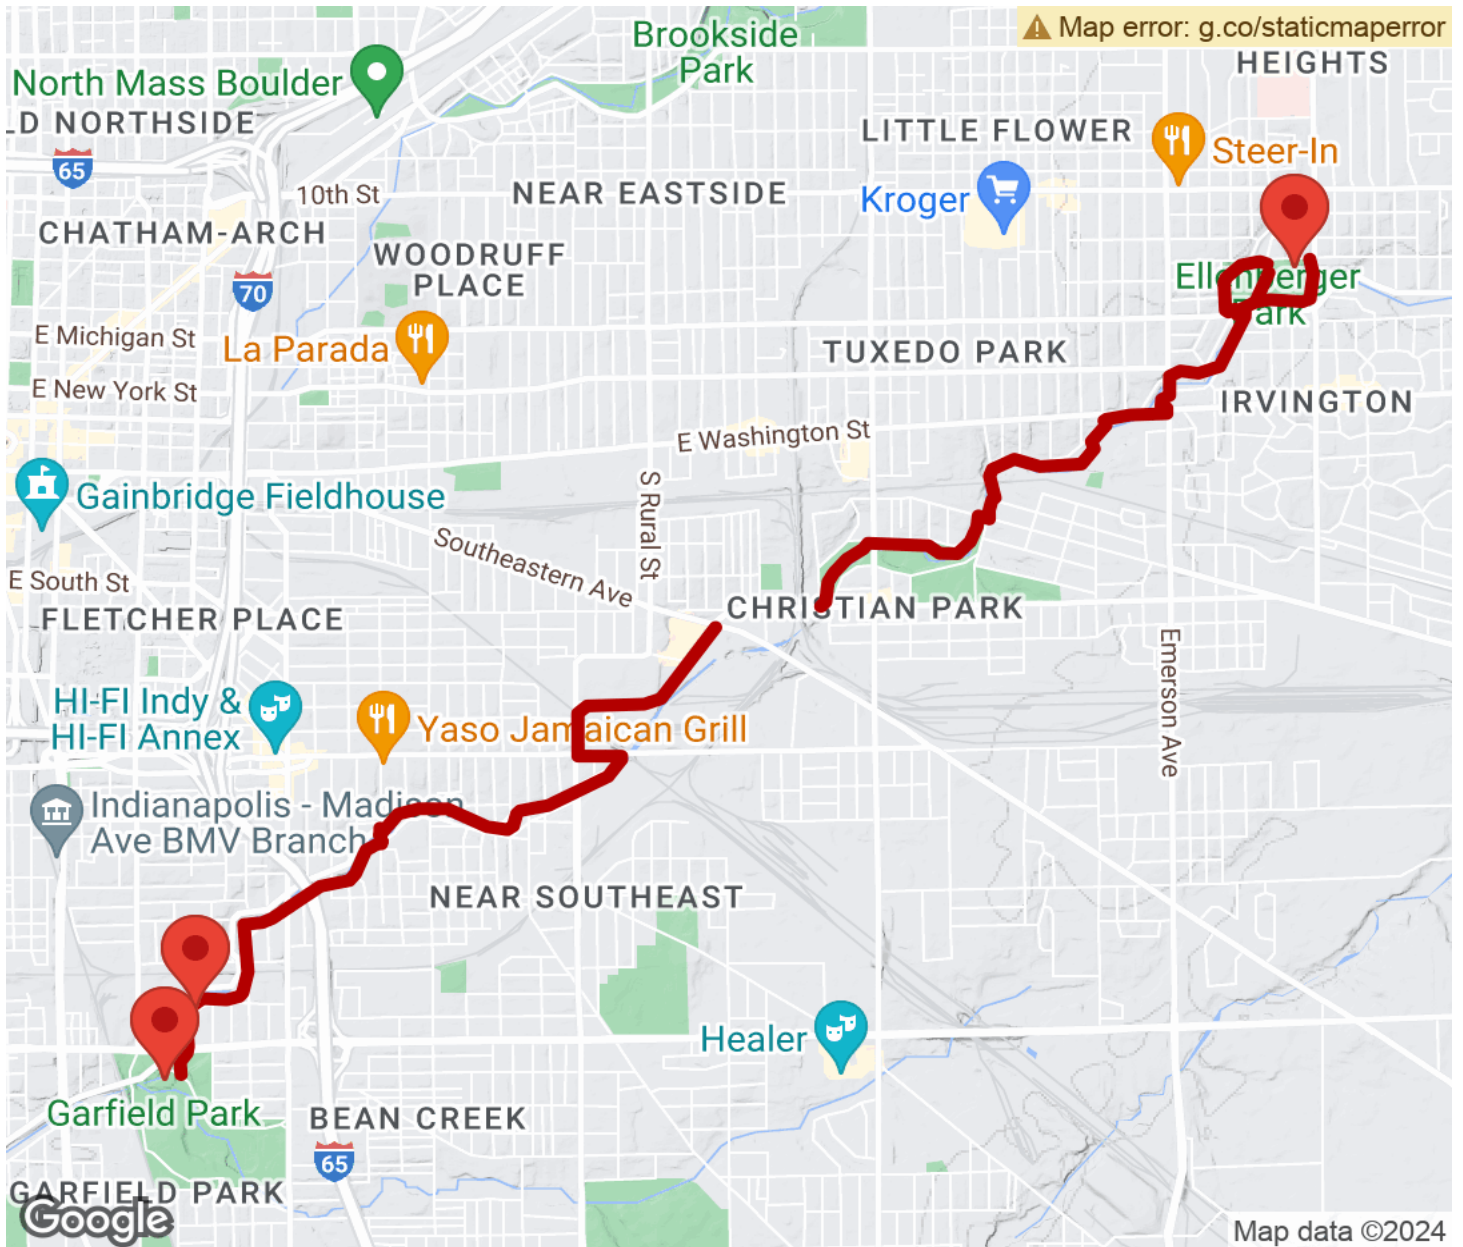 Map error: g.co/staticmaperror
Brookside
Park
HEIGHTS
North Mass Boulder
LD NORTHSIDE
LITTLE FLOWER
Steer-In
65
10th St
NEAR EASTSIDE
Kroger
CHATHAM-ARCH
WOODRUFF
PLACE
70
Ellenberger
Park
E Michigan St
La Parada
TUXEDO PARK
E New York St
IRVINGTON
E Washington St
Gainbridge Fieldhouse
S Rural St
Southeastern Ave
E South St
FLETCHER PLACE
CHRISTIAN PARK
Emerson Ave
HI-FI Indy &
HI-FI Annex
Yaso Jamaican Grill
Indianapolis - Madison
Ave BMV Branch
NEAR SOUTHEAST
Healer
Garfield Park
BEAN CREEK
65
GARFIELD PARK
Google
Map data ©2024